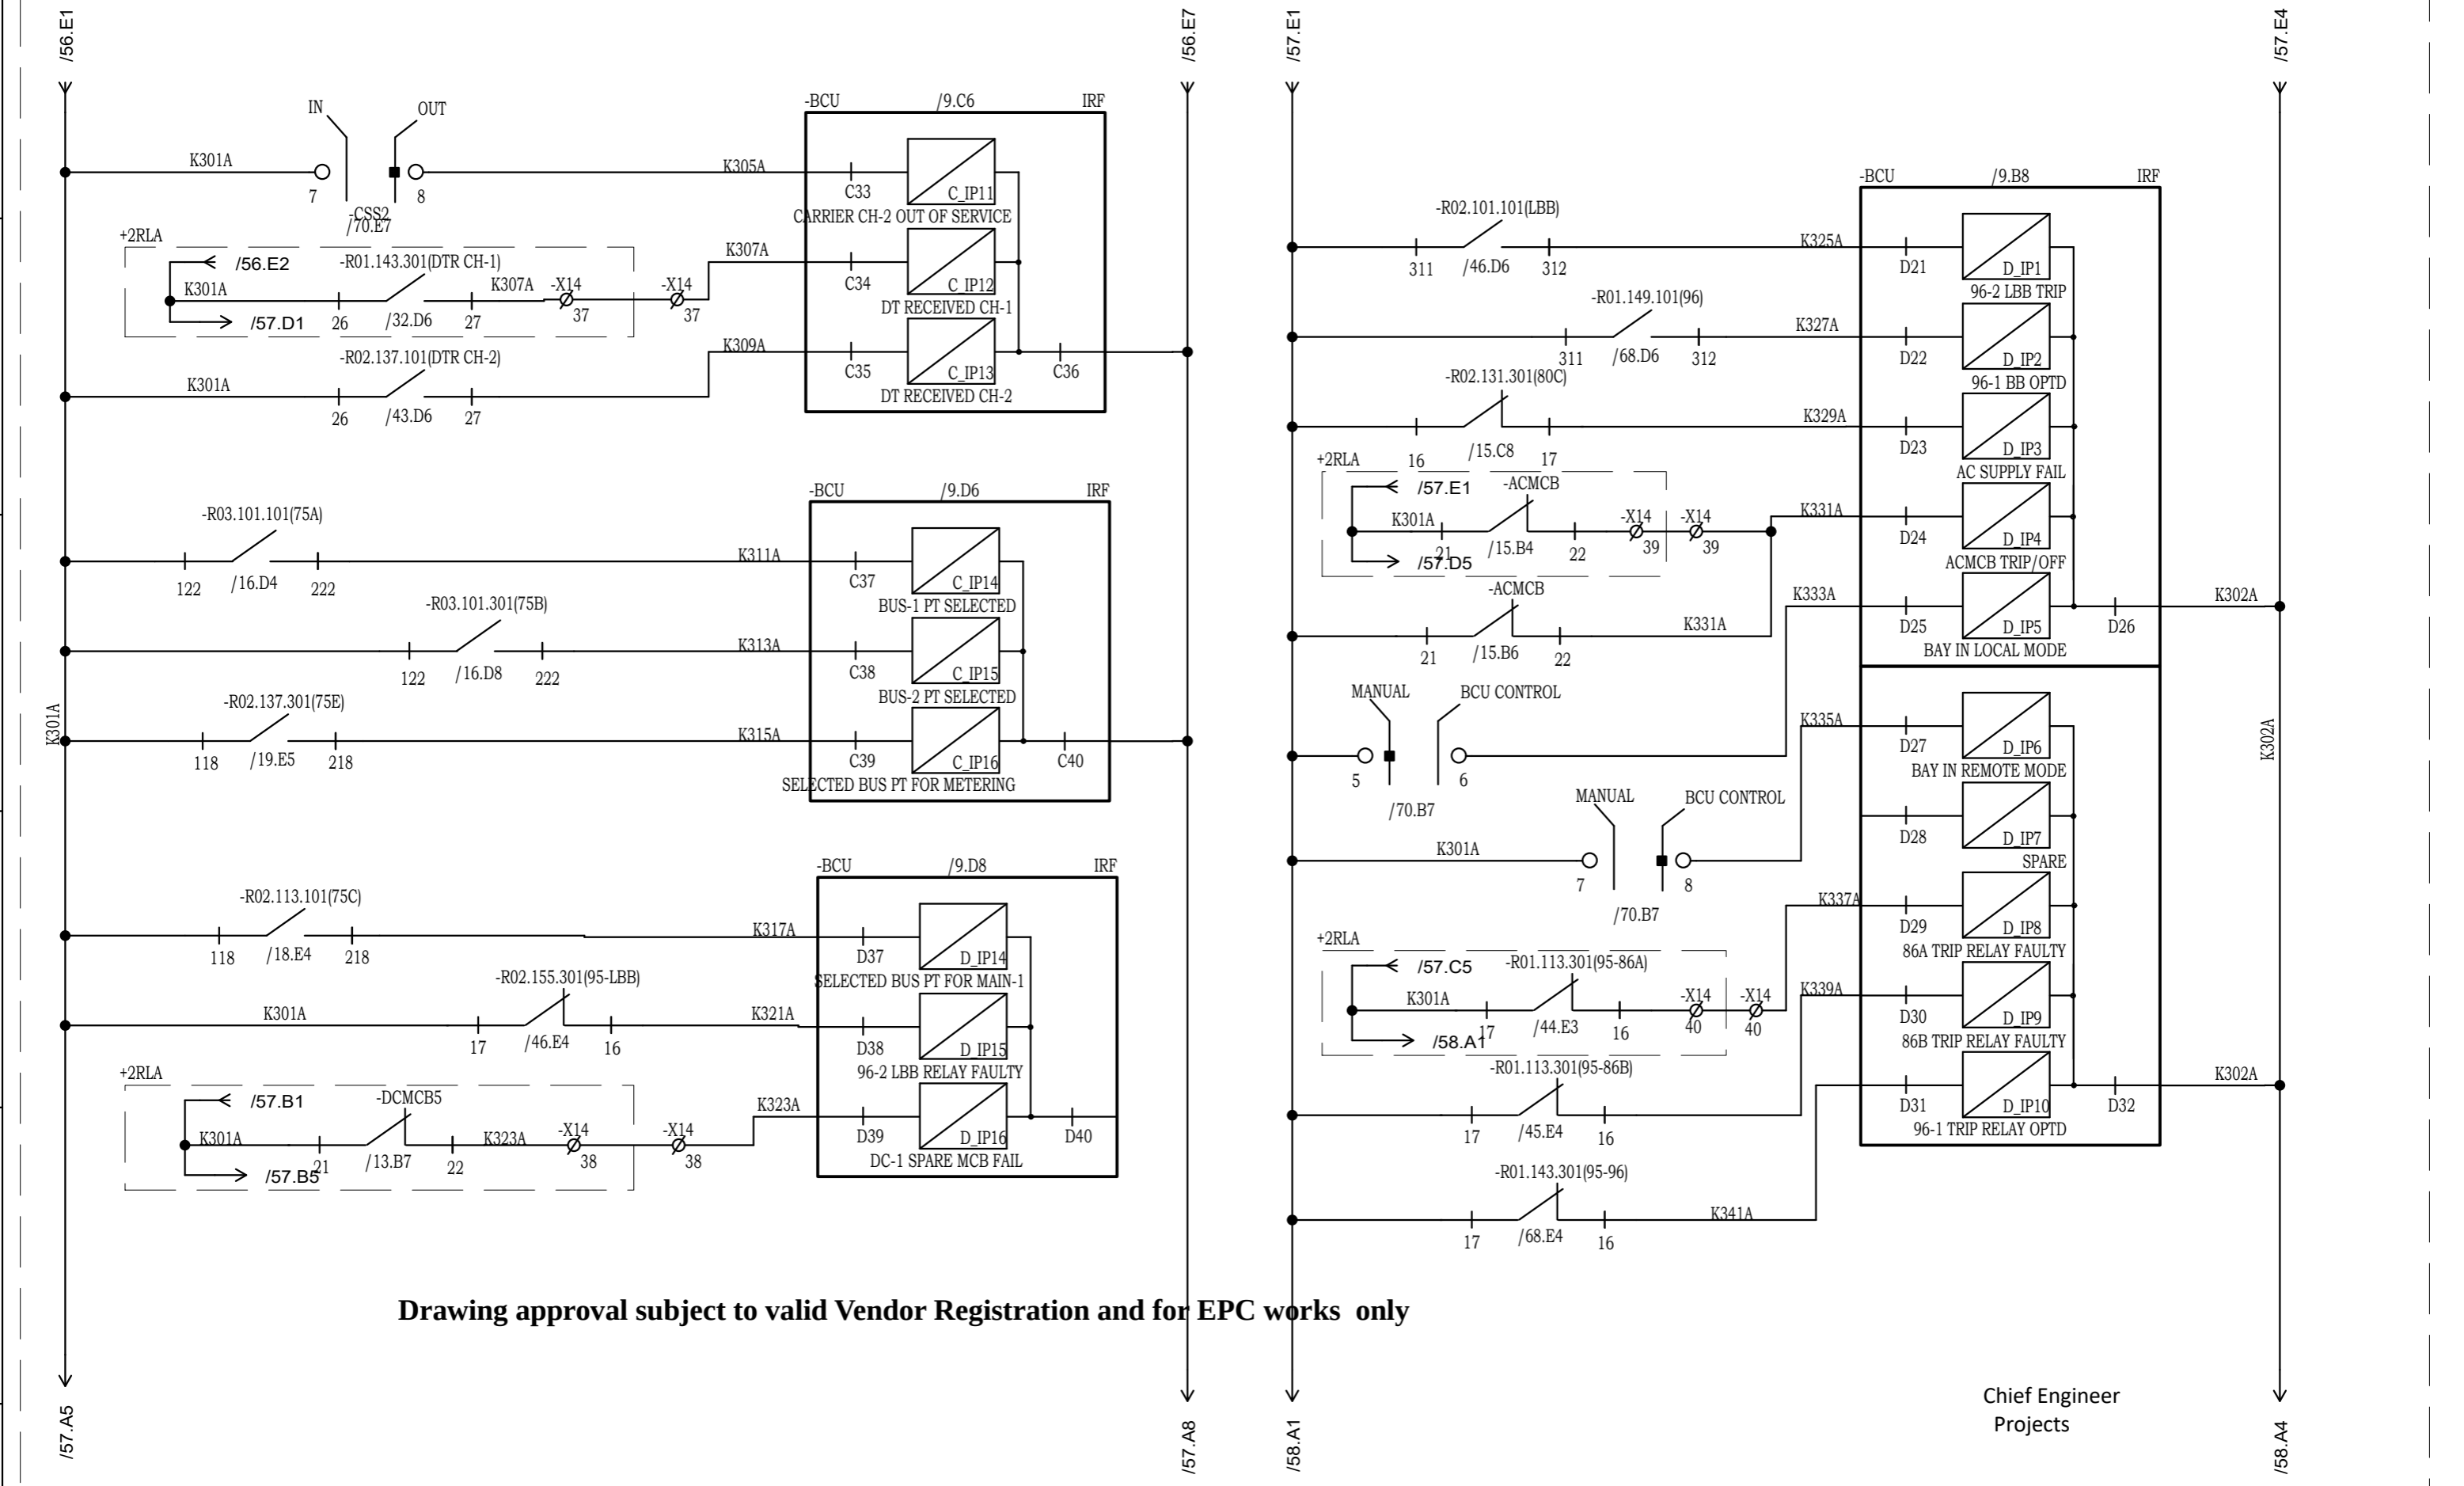 /56.E1
/56.E7
/57.E1
/57.E4
IN
OUT
K301A
7
8
-CSS2
/70.E7
K305A
-BCU
/9.C6
IRF
C33
C_IP11
CARRIER CH-2 OUT OF SERVICE
+2RLA
/56.E2
-R01.143.301(DTR CH-1)
K301A
K307A
-X14
-X14
K307A
/57.D1
26
/32.D6
27
37
37
C34
C_IP12
DT RECEIVED CH-1
-R02.137.101(DTR CH-2)
K301A
26
/43.D6
27
K309A
C35
C_IP13
C36
DT RECEIVED CH-2
-BCU
/9.D6
IRF
-R03.101.101(75A)
122
/16.D4
222
K311A
C37
C_IP14
BUS-1 PT SELECTED
-R03.101.301(75B)
122
/16.D8
222
K313A
C38
C_IP15
BUS-2 PT SELECTED
-R02.137.301(75E)
K301A
118
/19.E5
218
K315A
C39
C_IP16
C40
SELECTED BUS PT FOR METERING
-BCU
/9.D8
IRF
-R02.113.101(75C)
118
/18.E4
218
K317A
D37
D_IP14
SELECTED BUS PT FOR MAIN-1
-R02.155.301(95-LBB)
K301A
17
/46.E4
16
K321A
D38
D_IP15
96-2 LBB RELAY FAULTY
+2RLA
/57.B1
-DCMCB5
K301A
K323A
-X14
-X14
K323A
/57.B5
21
/13.B7
22
38
38
D39
D_IP16
D40
DC-1 SPARE MCB FAIL
-BCU
/9.B8
IRF
-R02.101.101(LBB)
311
/46.D6
312
K325A
D21
D_IP1
96-2 LBB TRIP
-R01.149.101(96)
311
/68.D6
312
K327A
D22
D_IP2
96-1 BB OPTD
-R02.131.301(80C)
16
/15.C8
17
K329A
D23
D_IP3
AC SUPPLY FAIL
+2RLA
/57.E1
-ACMCB
K301A
-X14
-X14
K331A
21
/15.B4
22
39
39
/57.D5
D24
D_IP4
ACMCB TRIP/OFF
-ACMCB
21
/15.B6
22
K331A
K333A
D25
D_IP5
D26
K302A
BAY IN LOCAL MODE
MANUAL
BCU CONTROL
5
6
/70.B7
K335A
D27
D_IP6
BAY IN REMOTE MODE
K302A
MANUAL
BCU CONTROL
K301A
7
8
/70.B7
D28
D_IP7
SPARE
K337A
D29
D_IP8
86A TRIP RELAY FAULTY
+2RLA
/57.C5
-R01.113.301(95-86A)
K301A
-X14
-X14
/58.A1
17
/44.E3
16
40
40
K339A
D30
D_IP9
86B TRIP RELAY FAULTY
-R01.113.301(95-86B)
17
/45.E4
16
D31
D_IP10
D32
K302A
96-1 TRIP RELAY OPTD
-R01.143.301(95-96)
17
/68.E4
16
K341A
Drawing approval subject to valid Vendor Registration and for EPC works only
Chief Engineer
Projects
/57.A5
/57.A8
/58.A1
/58.A4